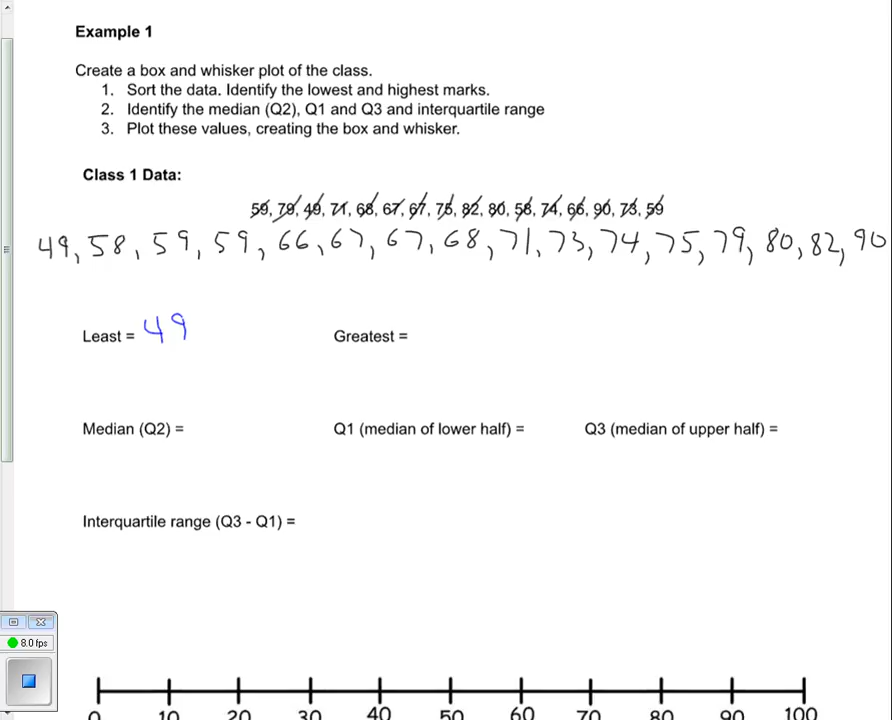 Example 1
Create a box and whisker plot of the class.
1. Sort the data. Identify the lowest and highest marks.
2. Identify the median (Q2), Q1 and Q3 and interquartile range
3. Plot these values, creating the box and whisker.
Class 1 Data:
59, 79, 49, 71, 68, 67, 67, 75, 82, 80, 58, 74, 66, 90, 73, 59
49, 58, 59, 59, 66, 67, 67, 68, 71, 73, 74, 75, 79, 80, 82, 90
Least = 49 Greatest =
Median (Q2) = Q1 (median of lower half) = Q3 (median of upper half) =
Interquartile range (Q3 - Q1) =
8.0 fps
0 10 20 30 40 50 60 70 80 90 100